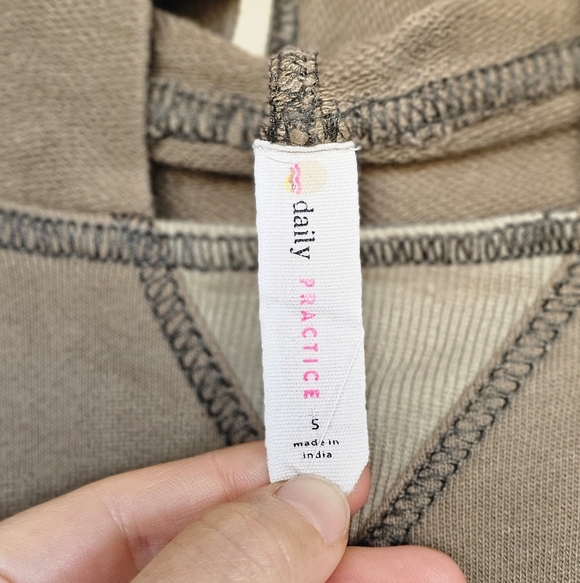 daily PRACTICE
S
made in
india